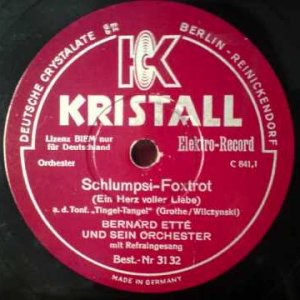 DEUTSCHE CRYSTALATE G.M.B.H. BERLIN-REINICKENDORF
K
KRISTALL
Lizenz BIEM nur
für Deutschland
Elektro-Record
Orchester
C 841,1
Schlumpsi-Foxtrot
(Ein Herz voller Liebe)
a. d. Tonf. „Tingel-Tangel" (Grothe/Wilczynski)
BERNARD ETTÉ
UND SEIN ORCHESTER
mit Refraingesang
Best.-Nr 3132
MADE IN GERMANY